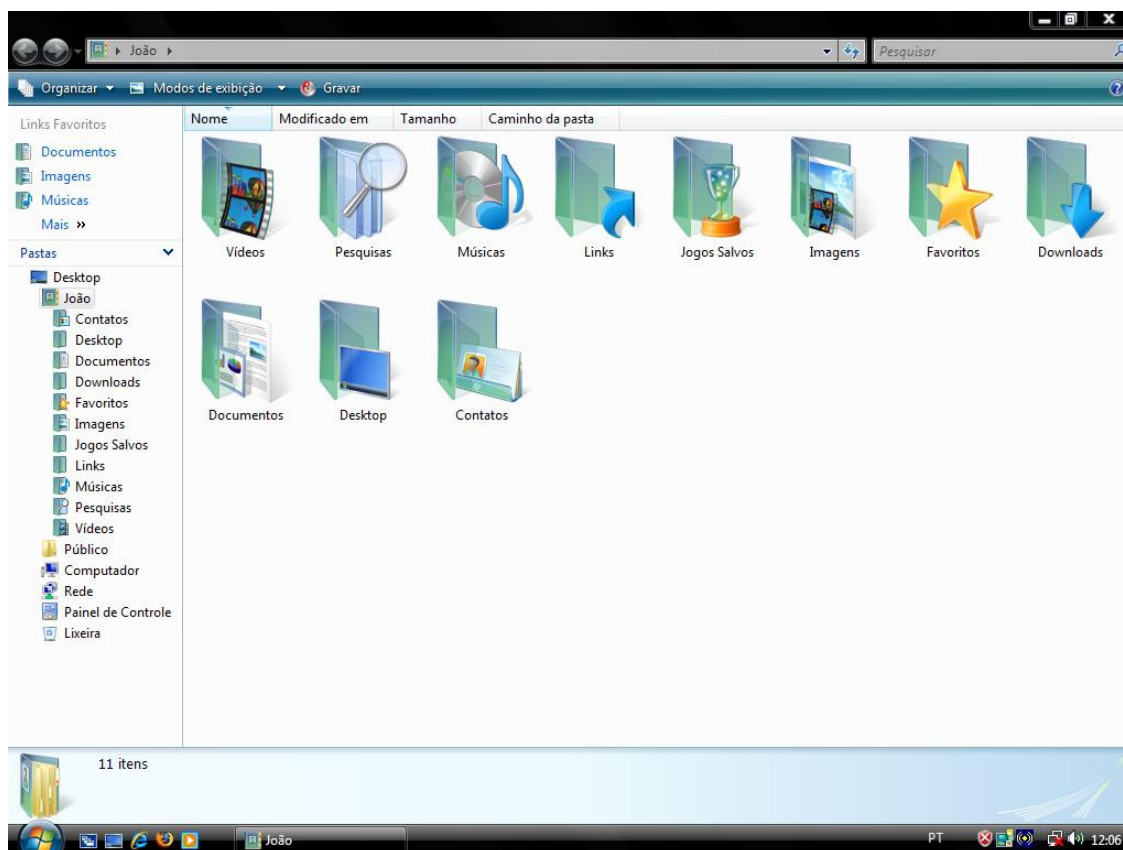 João
Pesquisar
Organizar Modos de exibição Gravar
Nome Modificado em Tamanho Caminho da pasta
Links Favoritos
Documentos
Imagens
Músicas
Mais »
Pastas
Desktop
João
Contatos
Desktop
Documentos
Downloads
Favoritos
Imagens
Jogos Salvos
Links
Músicas
Pesquisas
Vídeos
Público
Computador
Rede
Painel de Controle
Lixeira
Vídeos Pesquisas Músicas Links Jogos Salvos Imagens Favoritos Downloads
Documentos Desktop Contatos
11 itens
João
PT 12:06